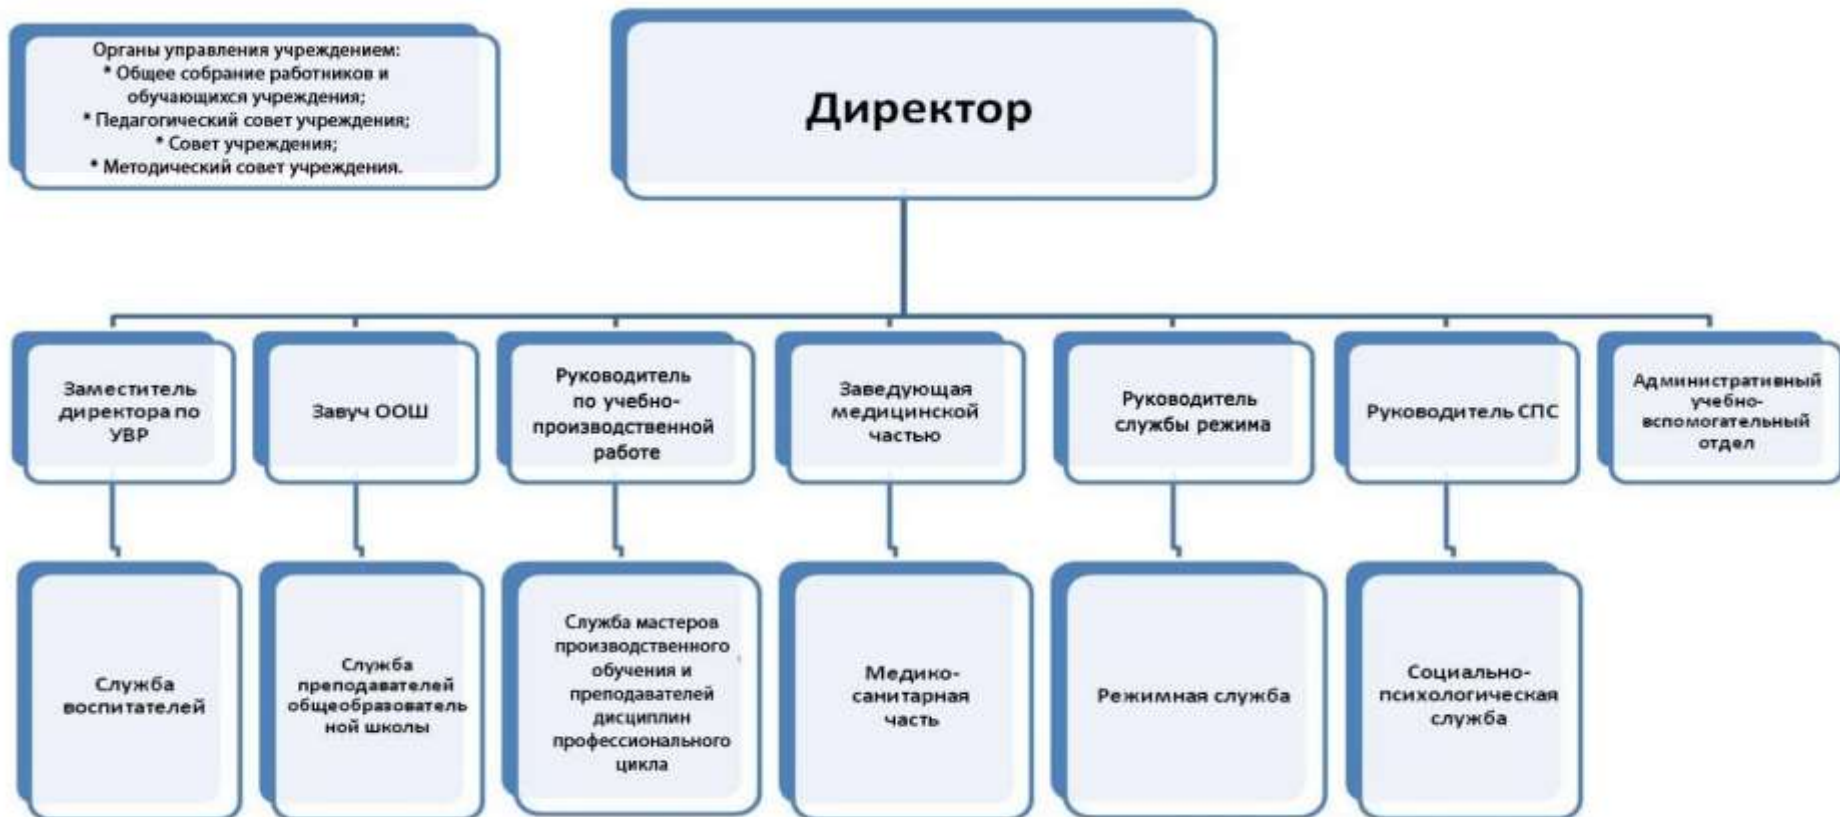 Органы управления учреждением:
* Общее собрание работников и
обучающихся учреждения;
* Педагогический совет учреждения;
* Совет учреждения;
* Методический совет учреждения.
Директор
Заместитель
директора по
УВР
Завуч ООШ
Руководитель
по учебно-
производственной
работе
Заведующая
медицинской
частью
Руководитель
службы режима
Руководитель СПС
Административный
учебно-
вспомогательный
отдел
Служба
воспитателей
Служба
преподавателей
общеобразователь
ной школы
Служба мастеров
производственного
обучения и
преподавателей
дисциплин
профессионального
цикла
Медико-
санитарная
часть
Режимная служба
Социально-
психологическая
служба